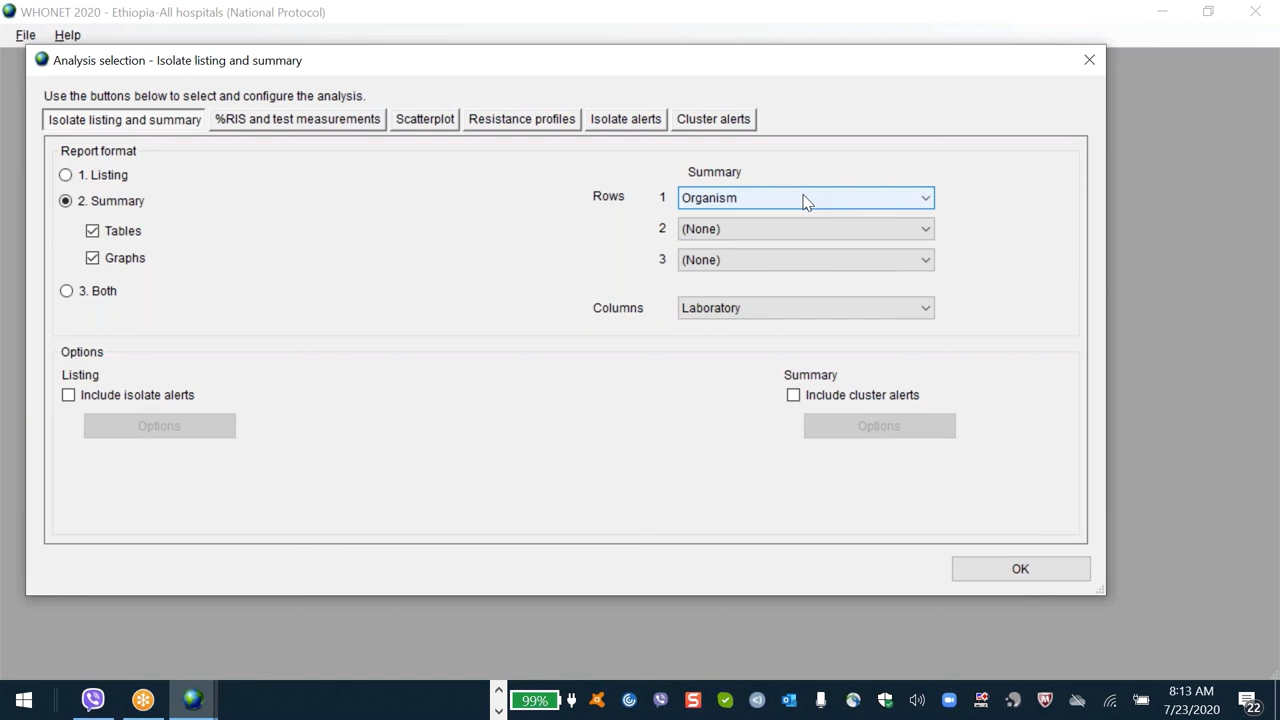 WHONET 2020 - Ethiopia-All hospitals (National Protocol)
File Help
Analysis selection - Isolate listing and summary
Use the buttons below to select and configure the analysis.
Isolate listing and summary %RIS and test measurements Scatterplot Resistance profiles Isolate alerts Cluster alerts
Report format
1. Listing
2. Summary
Tables
Graphs
3. Both
Summary
Rows 1 Organism
2 (None)
3 (None)
Columns Laboratory
Options
Listing
Include isolate alerts
Options
Summary
Include cluster alerts
Options
OK
99%
8:13 AM
7/23/2020
22